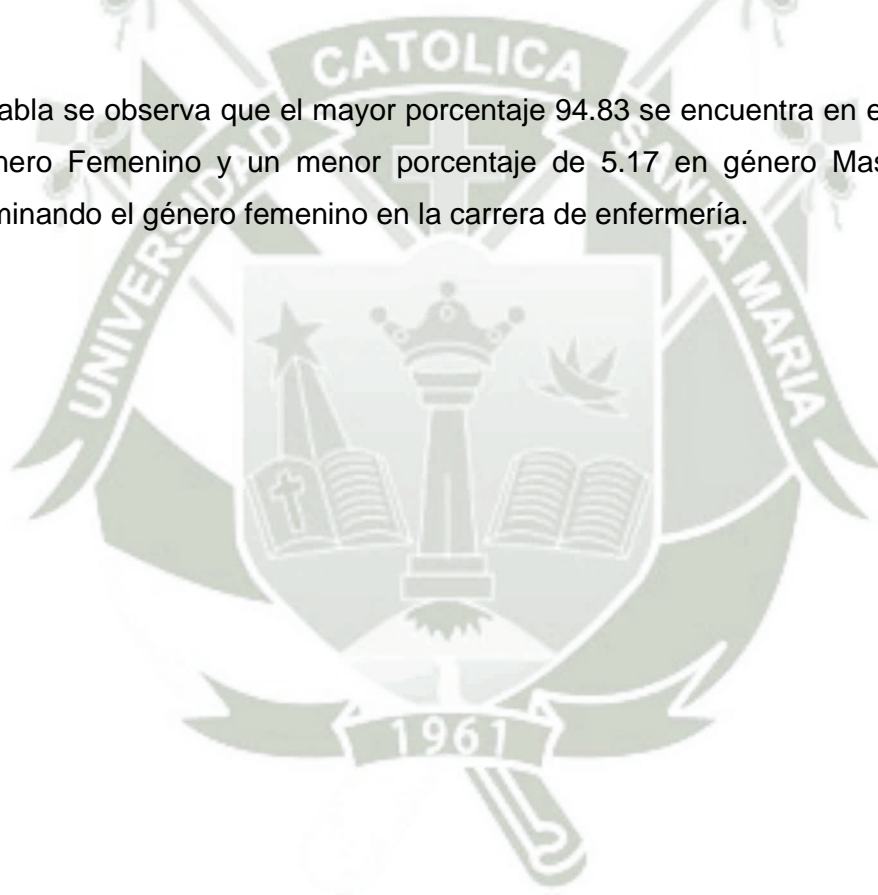 CATOLICA
abla se observa que el mayor porcentaje 94.83 se encuentra en e
nero Femenino y un menor porcentaje de 5.17 en género Mas
minando el género femenino en la carrera de enfermería.
UNIVERSIDAD
SANTA MARIA
1961